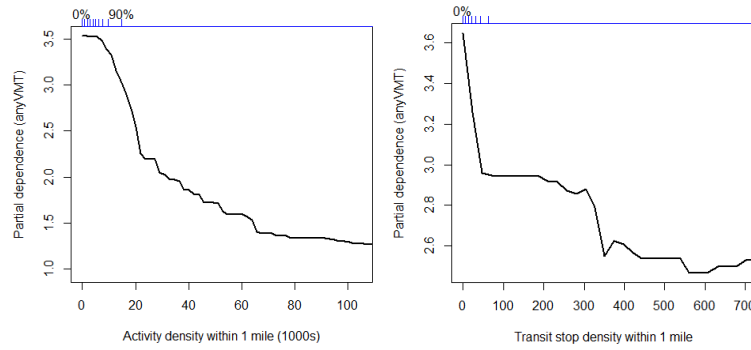 0% 90%
3.5
3.0
2.5
2.0
1.5
1.0
Partial dependence (anyVMT)
0 20 40 60 80 100
Activity density within 1 mile (1000s)
0%
3.6
3.4
3.2
3.0
2.8
2.6
Partial dependence (anyVMT)
0 100 200 300 400 500 600 700
Transit stop density within 1 mile